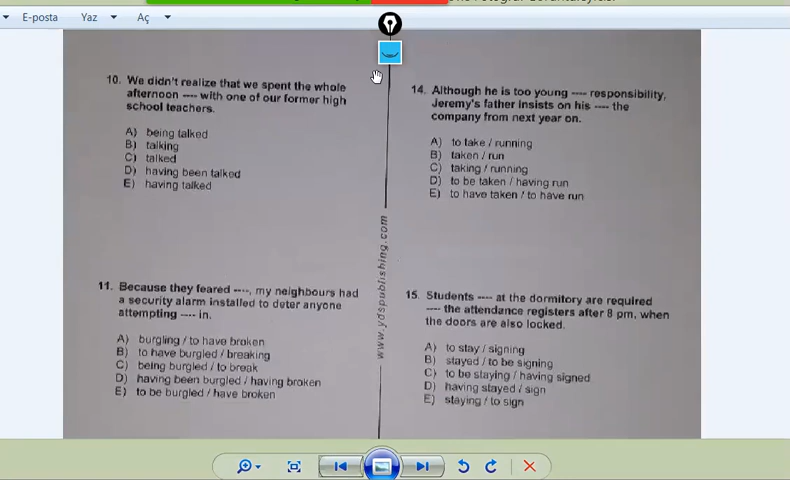 E-posta
Yaz
Aç
10. We didn't realize that we spent the whole
afternoon ---- with one of our former high
school teachers.
A) being talked
B) talking
C) talked
D) having been talked
E) having talked
11. Because they feared ----, my neighbours had
a security alarm installed to deter anyone
attempting ---- in.
A) burgling / to have broken
B) to have burgled / breaking
C) being burgled / to break
D) having been burgled / having broken
E) to be burgled / have broken
www.ydspublishing.com
14. Although he is too young ---- responsibility,
Jeremy's father insists on his ---- the
company from next year on.
A) to take / running
B) taken / run
C) taking / running
D) to be taken / having run
E) to have taken / to have run
15. Students ---- at the dormitory are required
---- the attendance registers after 8 pm, when
the doors are also locked.
A) to stay / signing
B) stayed / to be signing
C) to be staying / having signed
D) having stayed / sign
E) staying / to sign